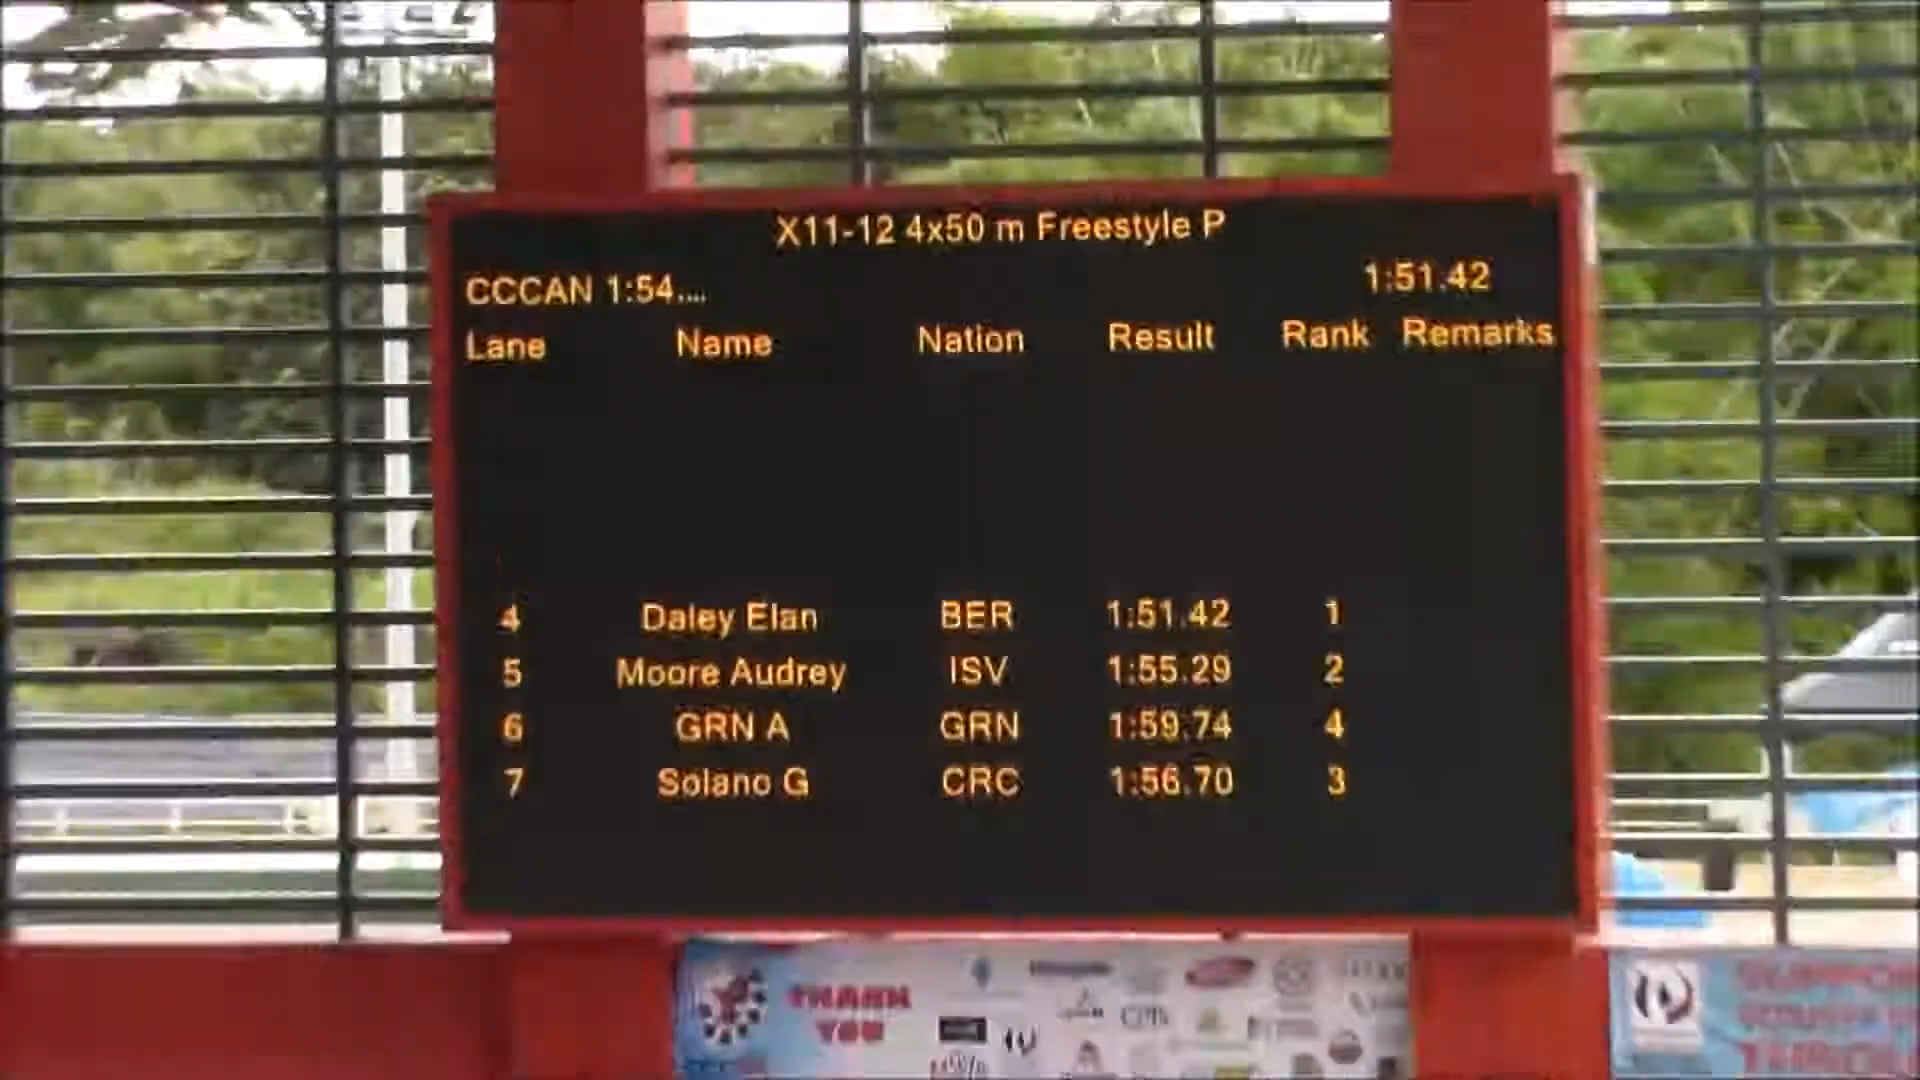 X11-12 4x50 m Freestyle P
CCCAN 1:54.... 1:51.42
Lane Name Nation Result Rank Remarks
4 Daley Elan BER 1:51.42 1
5 Moore Audrey ISV 1:55.29 2
6 GRN A GRN 1:59.74 4
7 Solano G CRC 1:56.70 3
THANK
YOU